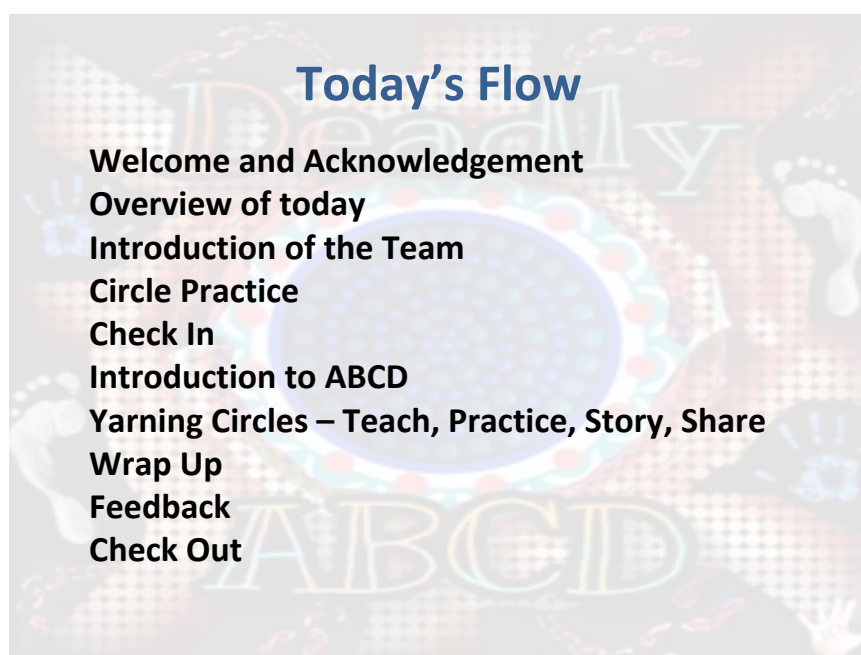 Today’s Flow
Deadly
Welcome and Acknowledgement
Overview of today
Introduction of the Team
Circle Practice
Check In
Introduction to ABCD
Yarning Circles – Teach, Practice, Story, Share
Wrap Up
Feedback
Check Out
ABCD